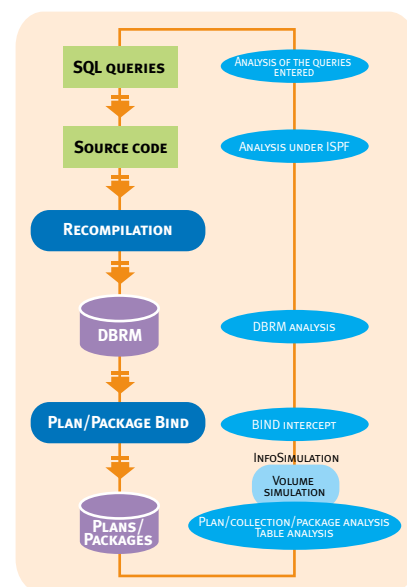 SQL QUERIES
ANALYSIS OF THE QUERIES
ENTERED
SOURCE CODE
ANALYSIS UNDER ISPF
RECOMPILATION
DBRM
DBRM ANALYSIS
PLAN/PACKAGE BIND
BIND INTERCEPT
INFOSIMULATION
VOLUME
SIMULATION
PLANS/
PACKAGES
PLAN/COLLECTION/PACKAGE ANALYSIS
TABLE ANALYSIS